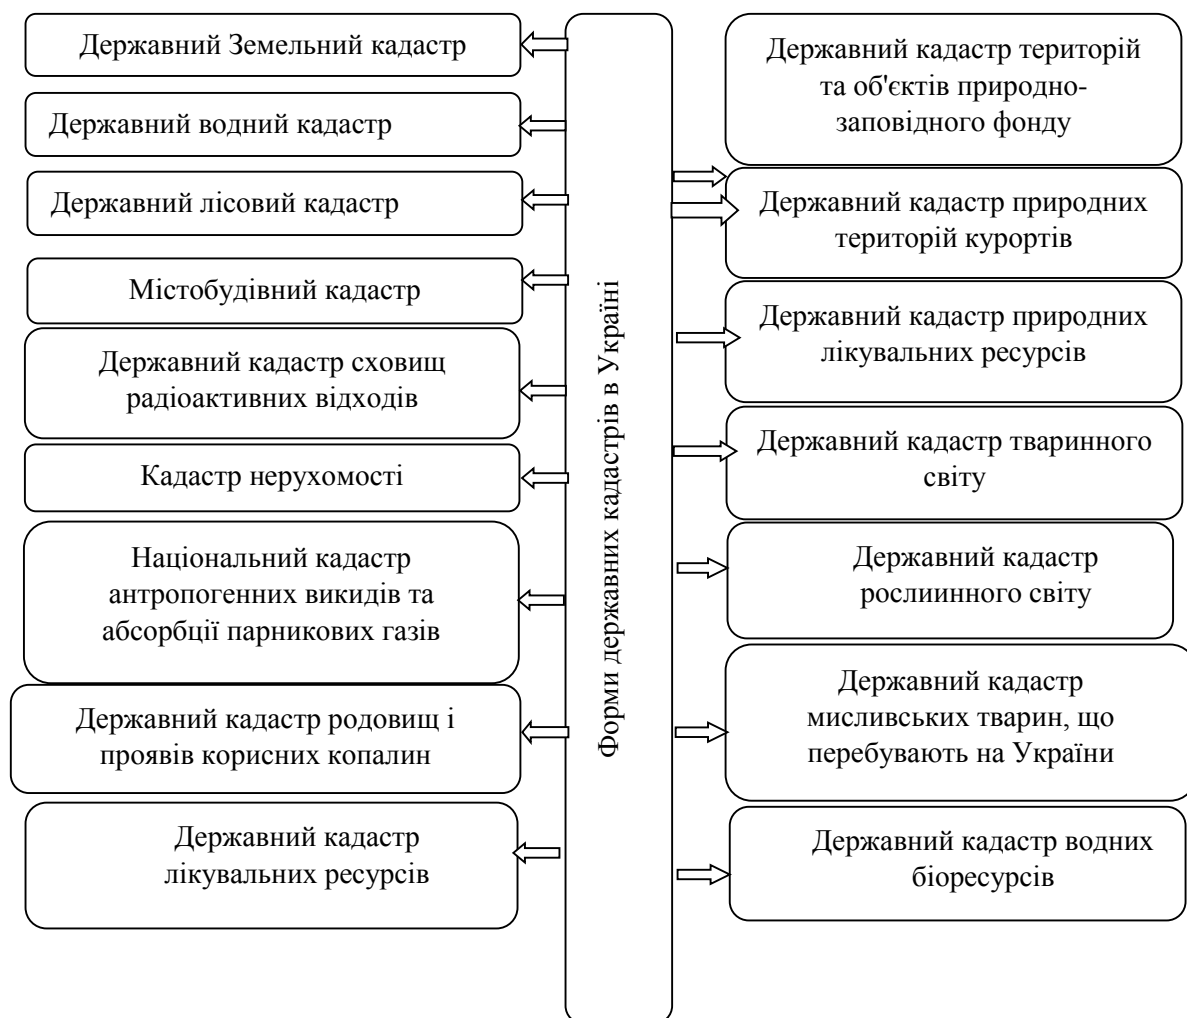 Державний Земельний кадастр
Державний водний кадастр
Державний лісовий кадастр
Містобудівний кадастр
Державний кадастр сховищ
радіоактивних відходів
Кадастр нерухомості
Національний кадастр
антропогенних викидів та
абсорбції парникових газів
Державний кадастр родовищ і
проявів корисних копалин
Державний кадастр
лікувальних ресурсів
Форми державних кадастрів в Україні
Державний кадастр територій
та об'єктів природно-
заповідного фонду
Державний кадастр природних
територій курортів
Державний кадастр природних
лікувальних ресурсів
Державний кадастр тваринного
світу
Державний кадастр
рослиинного світу
Державний кадастр
мисливських тварин, що
перебувають на України
Державний кадастр водних
біоресурсів